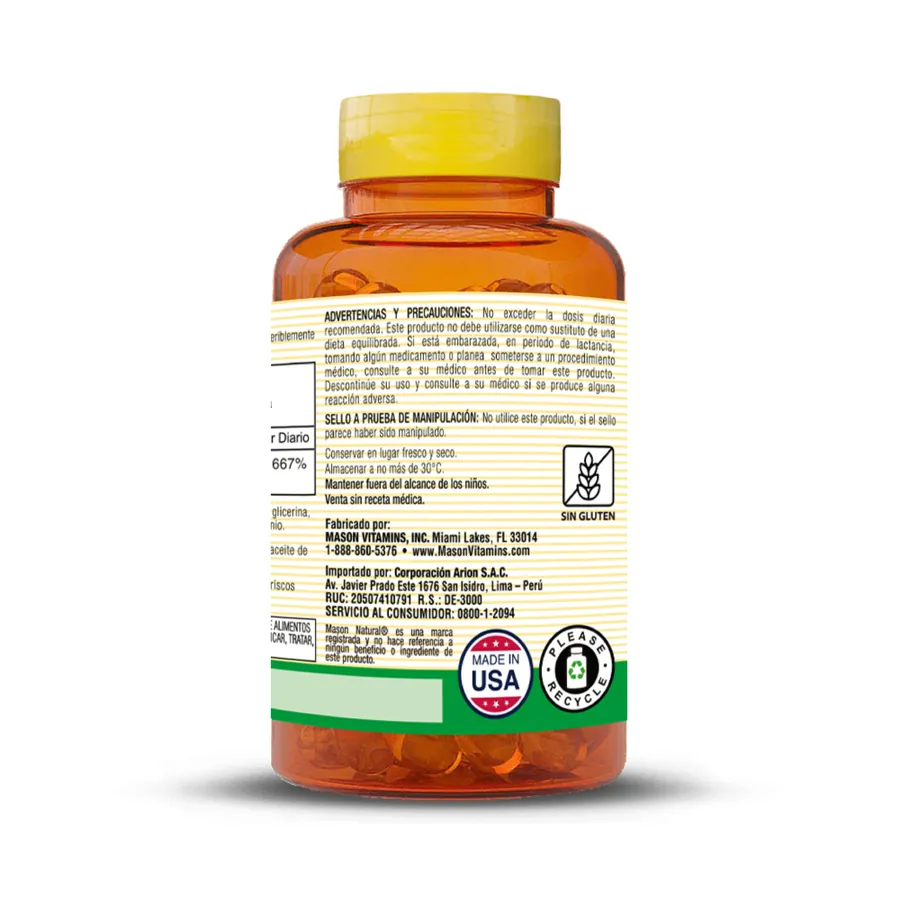 eriblemente
r Diario
667%
glicerina,
nio.
aceite de
riscos
E ALIMENTOS
ICAR, TRATAR,
ADVERTENCIAS Y PRECAUCIONES: No exceder la dosis diaria
recomendada. Este producto no debe utilizarse como sustituto de una
dieta equilibrada. Si está embarazada, en periodo de lactancia,
tomando algún medicamento o planea someterse a un procedimiento
médico, consulte a su médico antes de tomar este producto.
Descontinúe su uso y consulte a su médico si se produce alguna
reacción adversa.
SELLO A PRUEBA DE MANIPULACIÓN: No utilice este producto, si el sello
parece haber sido manipulado.
Conservar en lugar fresco y seco.
Almacenar a no más de 30°C.
Mantener fuera del alcance de los niños.
Venta sin receta médica.
SIN GLUTEN
Fabricado por:
MASON VITAMINS, INC. Miami Lakes, FL 33014
1-888-860-5376 • www.MasonVitamins.com
Importado por: Corporación Arion S.A.C.
Av. Javier Prado Este 1676 San Isidro, Lima – Perú
RUC: 20507410791 R.S.: DE-3000
SERVICIO AL CONSUMIDOR: 0800-1-2094
Mason Natural® es una marca
registrada y no hace referencia a
ningún beneficio o ingrediente de
este producto.
MADE IN
USA
PLEASE
RECYCLE